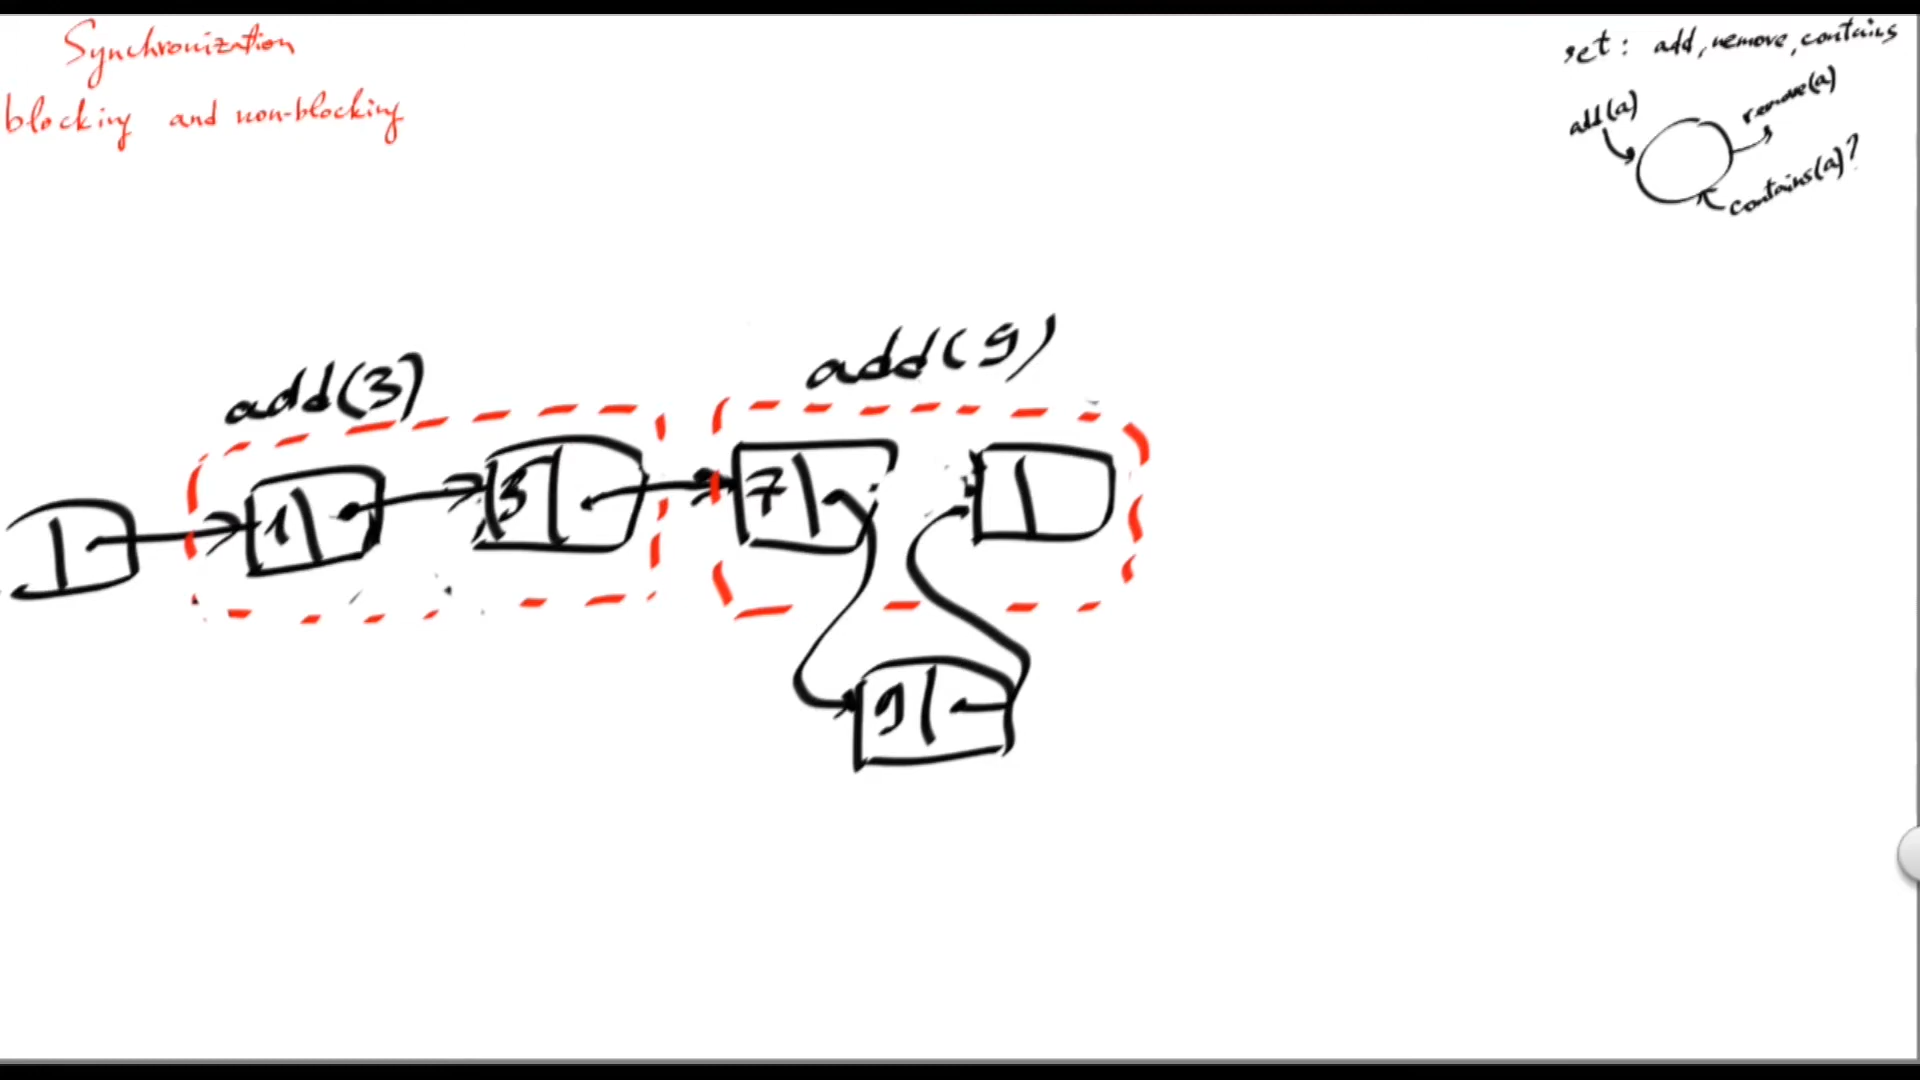 Synchronization
blocking and non-blocking
set: add, remove, contains
add(a)
remove(a)
contains(a)?
add(3)
add(9)
1
3
7
9